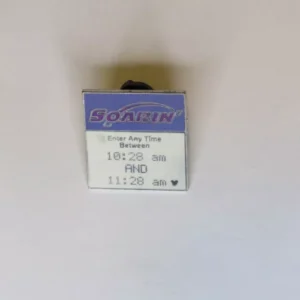 SOARIN'
Enter Any Time
Between
10:28 am
AND
11:28 am